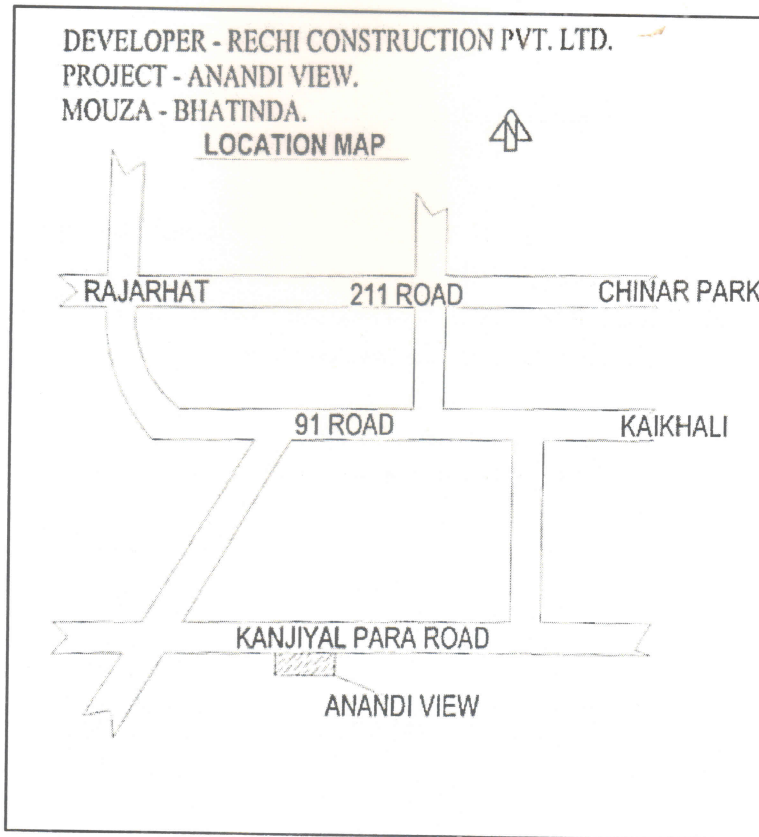 DEVELOPER - RECHI CONSTRUCTION PVT. LTD.
PROJECT - ANANDI VIEW.
MOUZA - BHATINDA.
LOCATION MAP
RAJARHAT 211 ROAD CHINAR PARK
91 ROAD KAIKHALI
KANJIYAL PARA ROAD
ANANDI VIEW